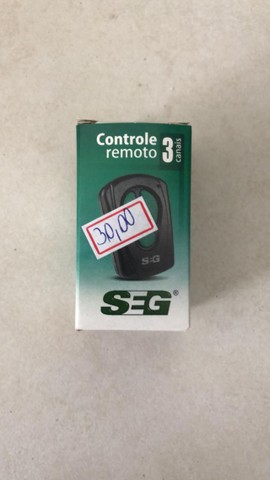 Controle
remoto
3
canais
30,00
SEG
SEG®